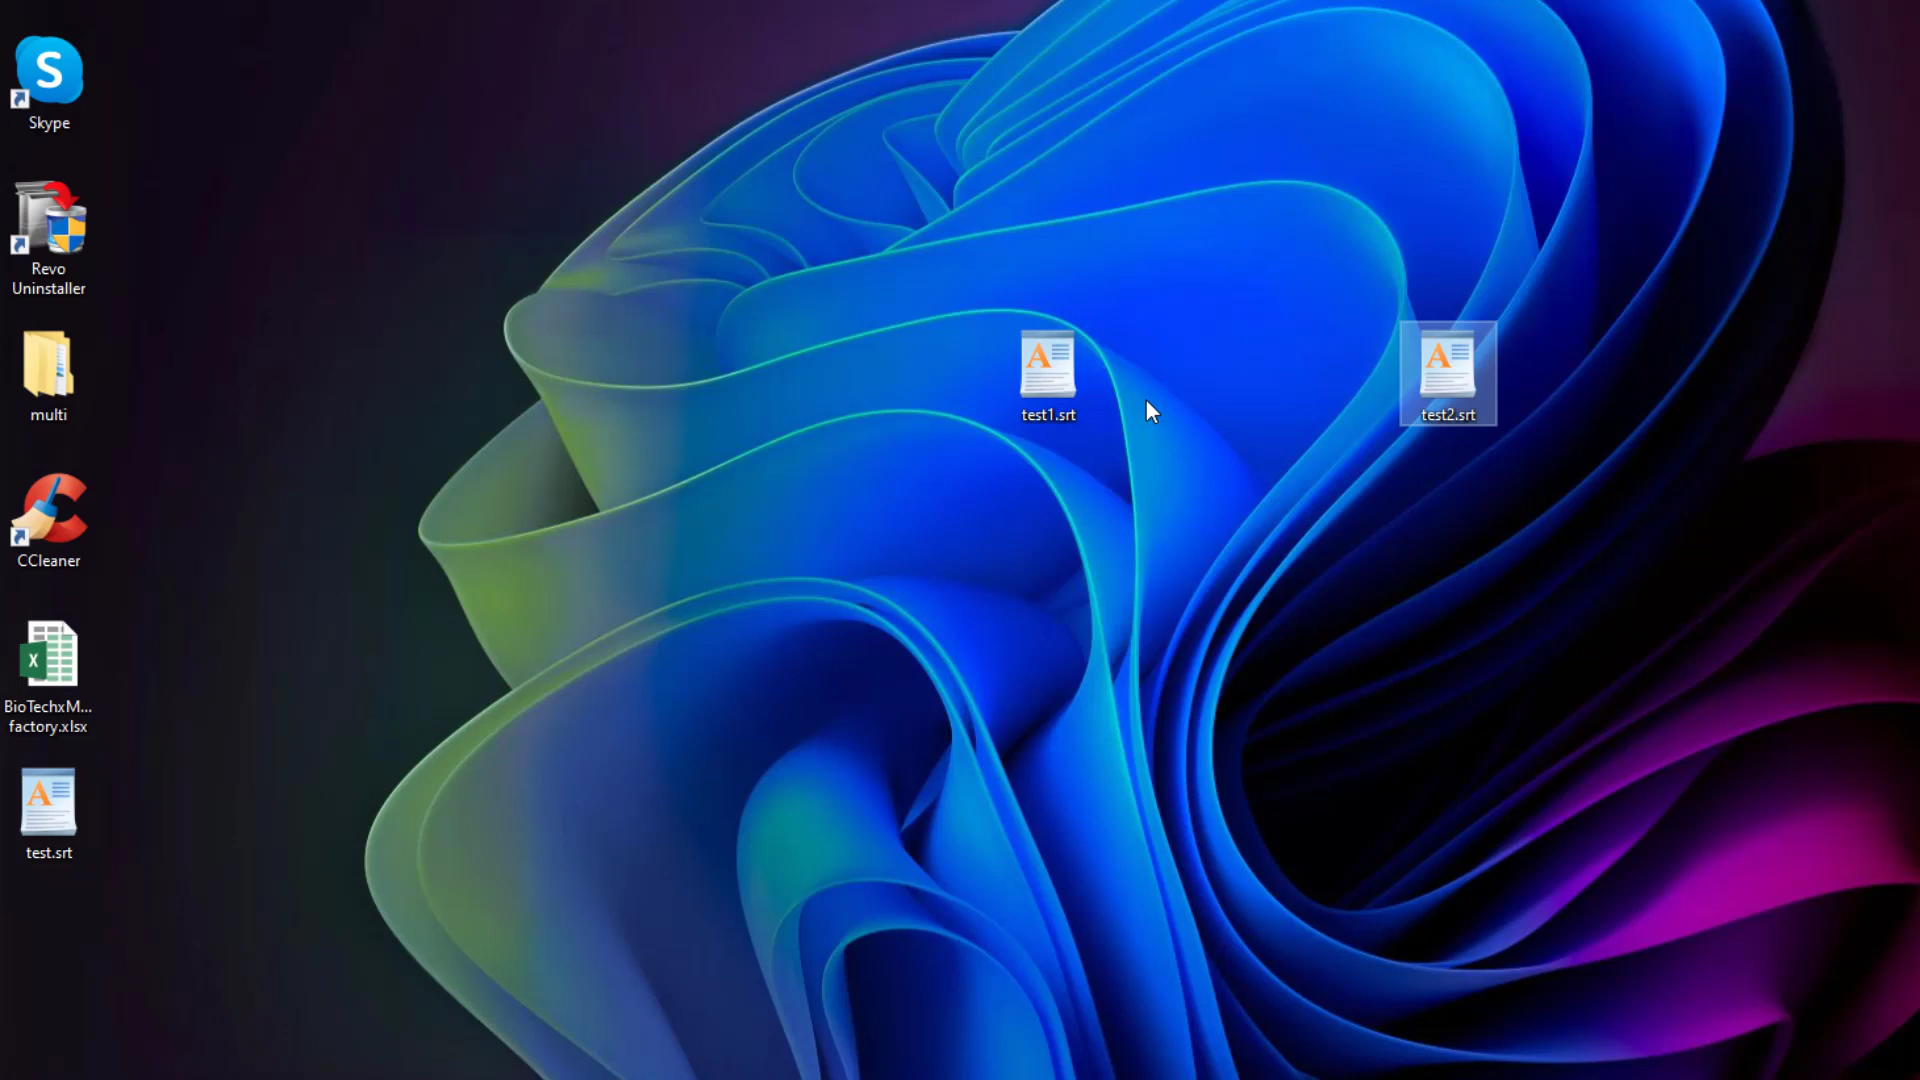 Skype
Revo
Uninstaller
multi
CCleaner
BioTechxM...
factory.xlsx
test.srt
test1.srt
test2.srt